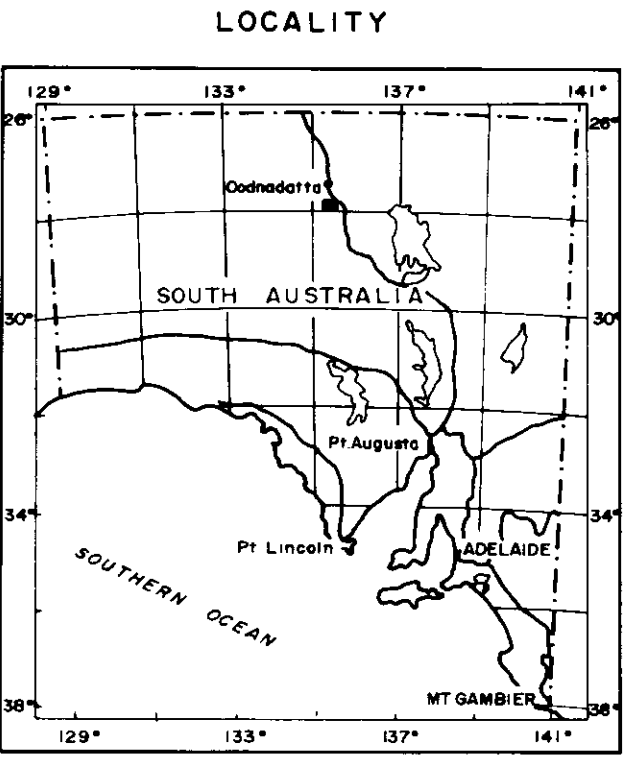 LOCALITY
129° 133° 137° 141°
26° 26°
Oodnadatta
SOUTH AUSTRALIA
30° 30°
Pt. Augusta
34° 34°
Pt Lincoln ADELAIDE
SOUTHERN OCEAN
MT GAMBIER
38° 38°
129° 133° 137° 141°